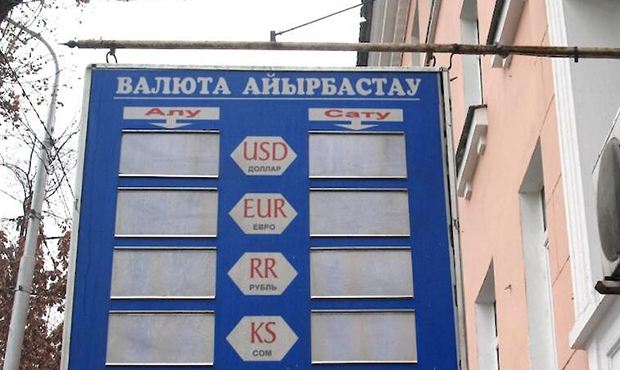 ВАЛЮТА АЙЫРБАСТАУ
Алу Сату
USD
ДОЛЛАР
EUR
ЕВРО
RR
РУБЛЬ
KS
СОМ